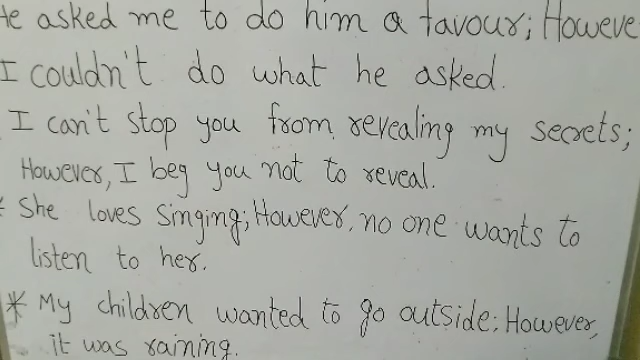 He asked me to do him a favour; Howeve
I couldn't do what he asked.
I can't stop you from revealing my secrets;
However, I beg you not to reveal.
* She loves singing; However, no one wants to
listen to her.
* My children wanted to go outside; However,
it was raining.